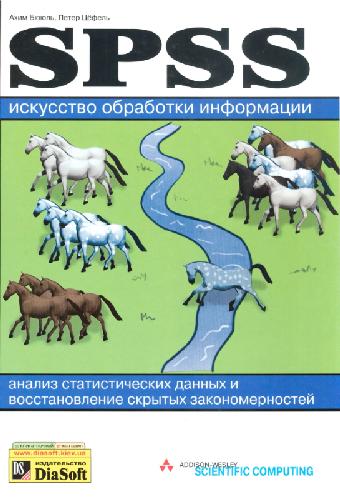 Ахим Бююль, Петер Цёфель
SPSS
искусство обработки информации
анализ статистических данных и
восстановление скрытых закономерностей
www.diasoft.kiev.ua
DS
издательство
DiaSoft
ADDISON-WESLEY
SCIENTIFIC COMPUTING